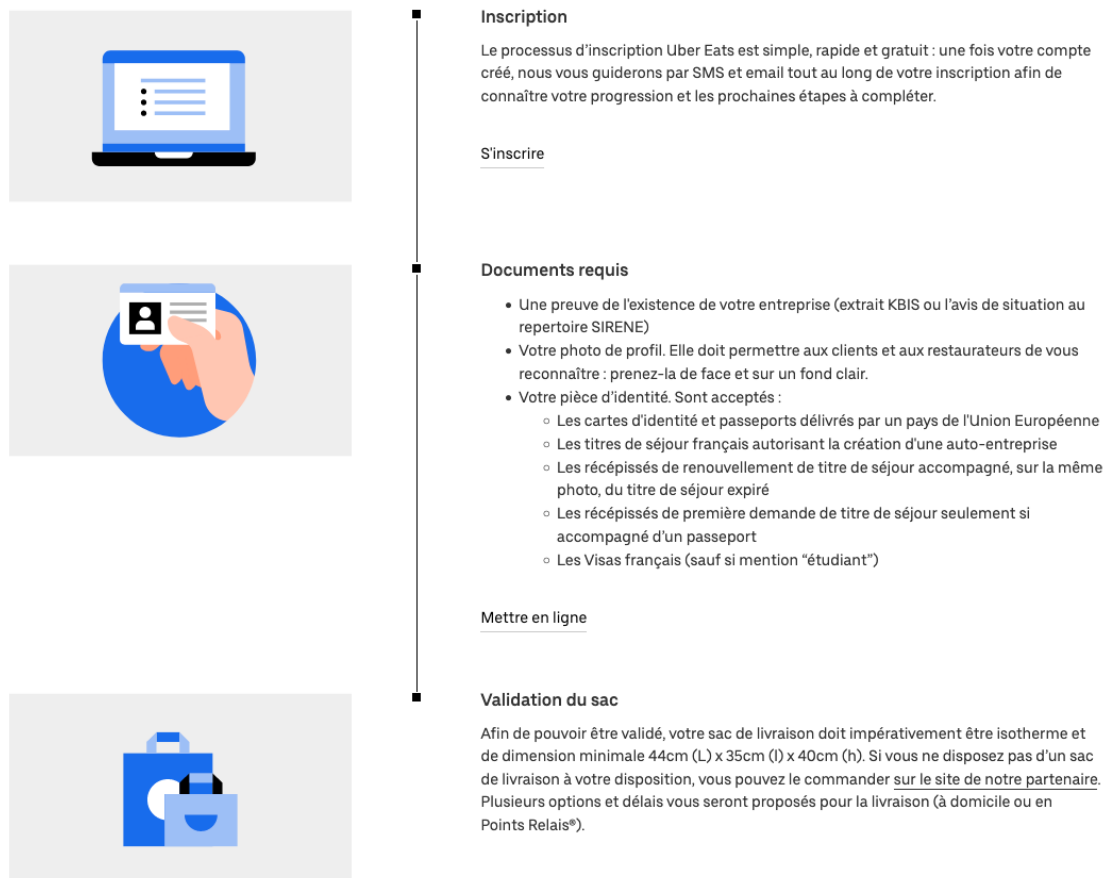 Inscription
Le processus d’inscription Uber Eats est simple, rapide et gratuit : une fois votre compte
créé, nous vous guiderons par SMS et email tout au long de votre inscription afin de
connaître votre progression et les prochaines étapes à compléter.
S'inscrire
Documents requis
• Une preuve de l'existence de votre entreprise (extrait KBIS ou l’avis de situation au
repertoire SIRENE)
• Votre photo de profil. Elle doit permettre aux clients et aux restaurateurs de vous
reconnaître : prenez-la de face et sur un fond clair.
• Votre pièce d’identité. Sont acceptés :
◦ Les cartes d'identité et passeports délivrés par un pays de l'Union Européenne
◦ Les titres de séjour français autorisant la création d'une auto-entreprise
◦ Les récépissés de renouvellement de titre de séjour accompagné, sur la même
photo, du titre de séjour expiré
◦ Les récépissés de première demande de titre de séjour seulement si
accompagné d’un passeport
◦ Les Visas français (sauf si mention “étudiant”)
Mettre en ligne
Validation du sac
Afin de pouvoir être validé, votre sac de livraison doit impérativement être isotherme et
de dimension minimale 44cm (L) x 35cm (l) x 40cm (h). Si vous ne disposez pas d’un sac
de livraison à votre disposition, vous pouvez le commander sur le site de notre partenaire.
Plusieurs options et délais vous seront proposés pour la livraison (à domicile ou en
Points Relais®).